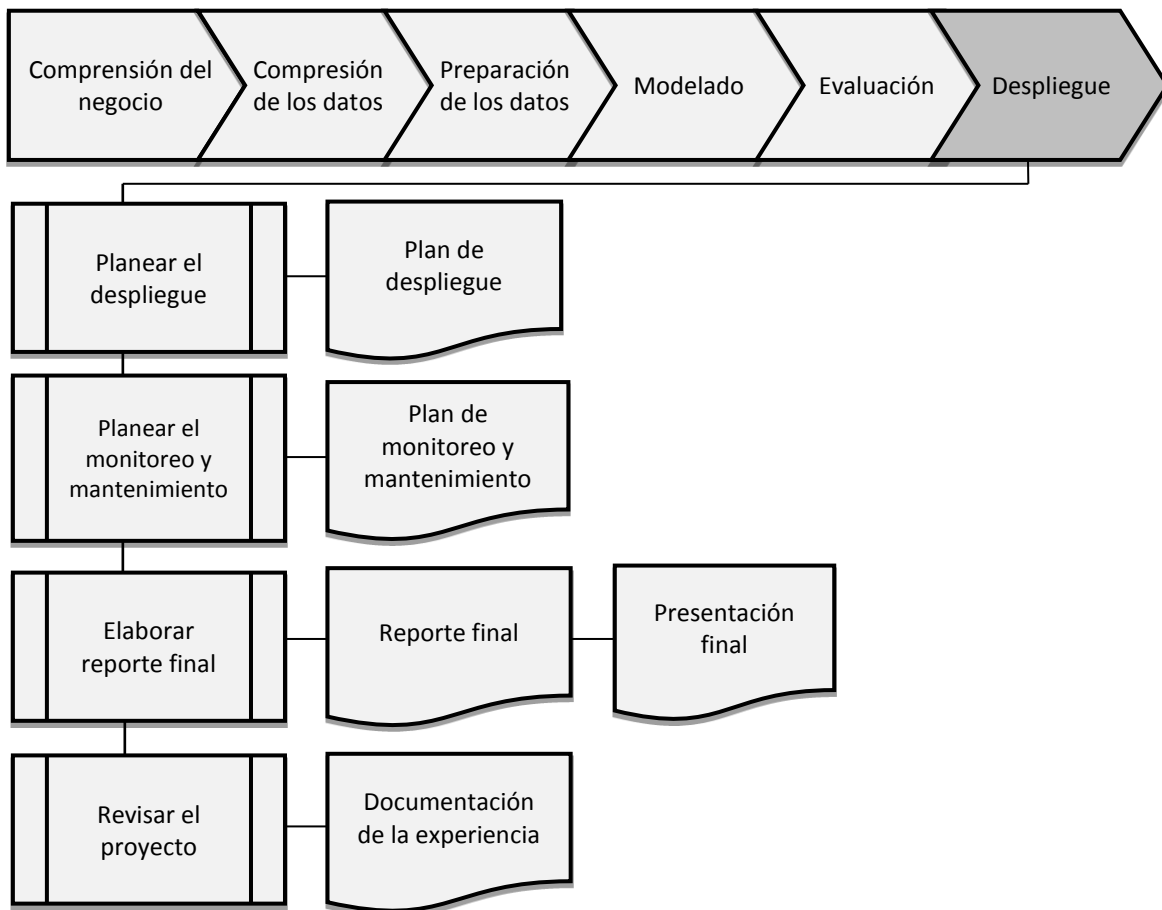 Comprensión del
negocio
Compresión
de los datos
Preparación
de los datos
Modelado
Evaluación
Despliegue
Planear el
despliegue
Plan de
despliegue
Planear el
monitoreo y
mantenimiento
Plan de
monitoreo y
mantenimiento
Elaborar
reporte final
Reporte final
Presentación
final
Revisar el
proyecto
Documentación
de la experiencia